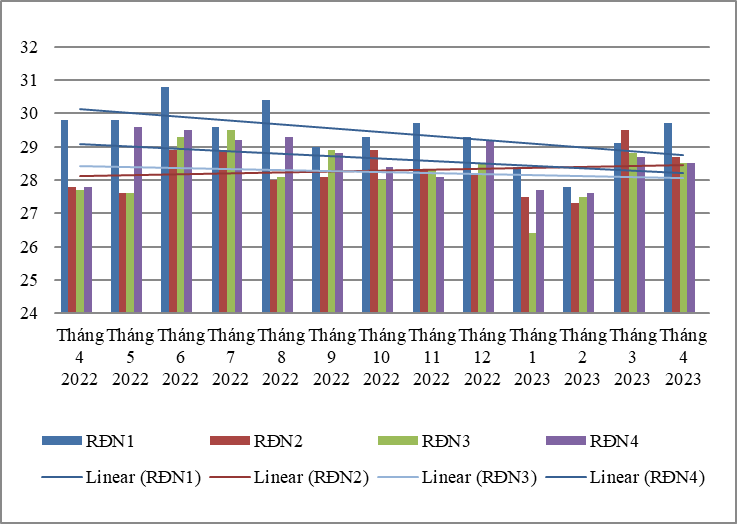 32
31
30
29
28
27
26
25
24
Tháng Tháng Tháng Tháng Tháng Tháng Tháng Tháng Tháng Tháng Tháng Tháng Tháng
4 5 6 7 8 9 10 11 12 1 2 3 4
2022 2022 2022 2022 2022 2022 2022 2022 2022 2023 2023 2023 2023
RĐN1 RĐN2 RĐN3 RĐN4
Linear (RĐN1) Linear (RĐN2) Linear (RĐN3) Linear (RĐN4)